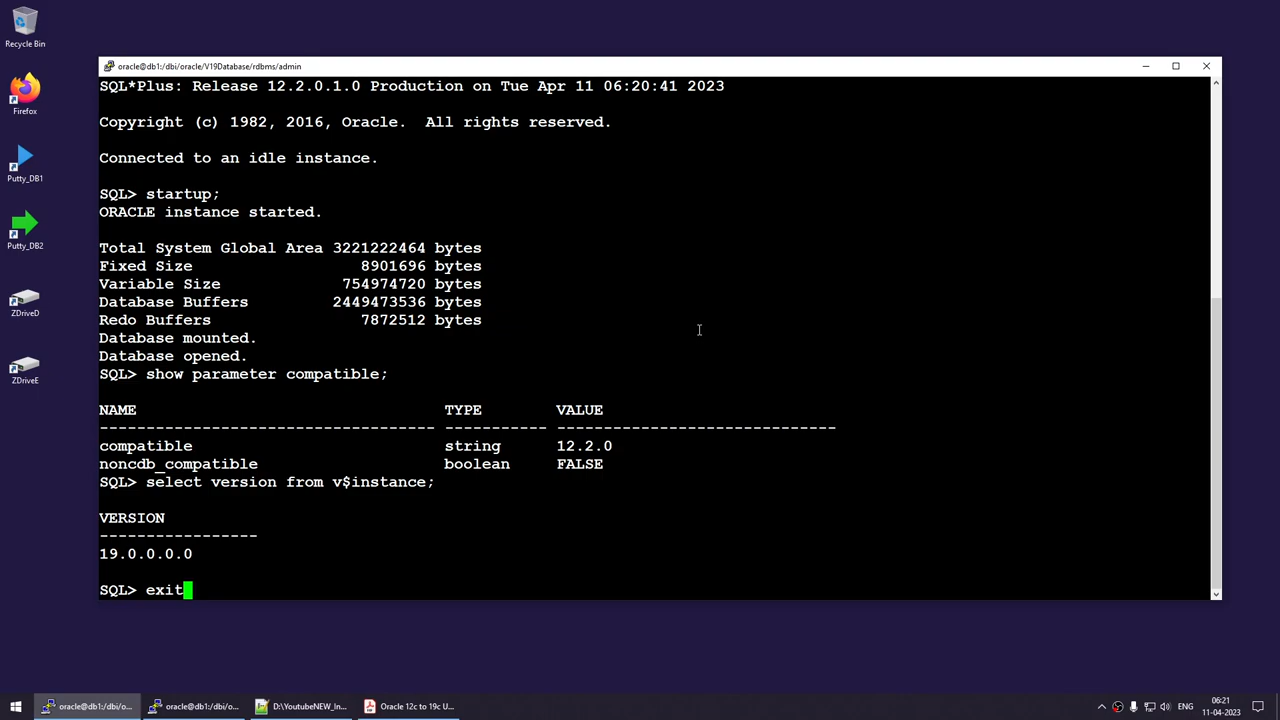 Recycle Bin
Firefox
Putty_DB1
Putty_DB2
ZDriveD
ZDriveE
oracle@db1:/dbi/oracle/V19Database/rdbms/admin
SQL*Plus: Release 12.2.0.1.0 Production on Tue Apr 11 06:20:41 2023
Copyright (c) 1982, 2016, Oracle.  All rights reserved.
Connected to an idle instance.
SQL> startup;
ORACLE instance started.
Total System Global Area 3221222464 bytes
Fixed Size                  8901696 bytes
Variable Size             754974720 bytes
Database Buffers         2449473536 bytes
Redo Buffers                7872512 bytes
Database mounted.
Database opened.
SQL> show parameter compatible;
NAME                                 TYPE        VALUE
------------------------------------ ----------- ------------------------------
compatible                           string      12.2.0
noncdb_compatible                    boolean     FALSE
SQL> select version from v$instance;
VERSION
-----------------
19.0.0.0.0
SQL> exit
oracle@db1:/dbi/o...
oracle@db1:/dbi/o...
D:\YoutubeNEW_In...
Oracle 12c to 19c U...
ENG
06:21
11-04-2023